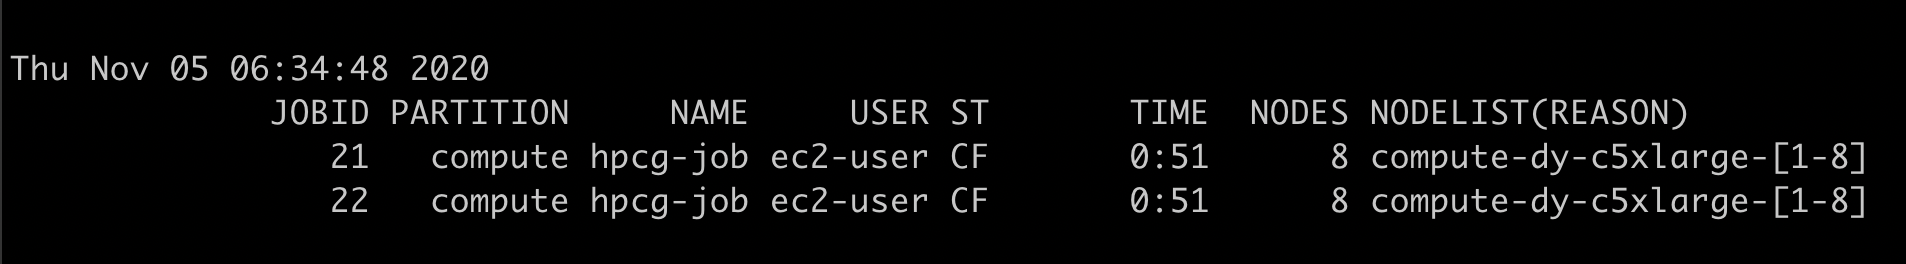 Thu Nov 05 06:34:48 2020
JOBID PARTITION NAME USER ST TIME NODES NODELIST(REASON)
21 compute hpcg-job ec2-user CF 0:51 8 compute-dy-c5xlarge-[1-8]
22 compute hpcg-job ec2-user CF 0:51 8 compute-dy-c5xlarge-[1-8]